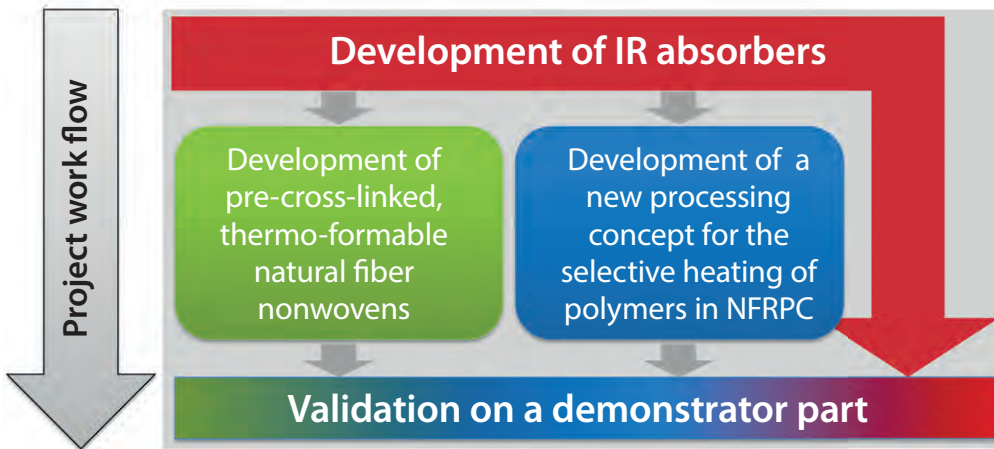 Project work flow
Development of IR absorbers
Development of
pre-cross-linked,
thermo-formable
natural fiber
nonwovens
Development of a
new processing
concept for the
selective heating of
polymers in NFRPC
Validation on a demonstrator part